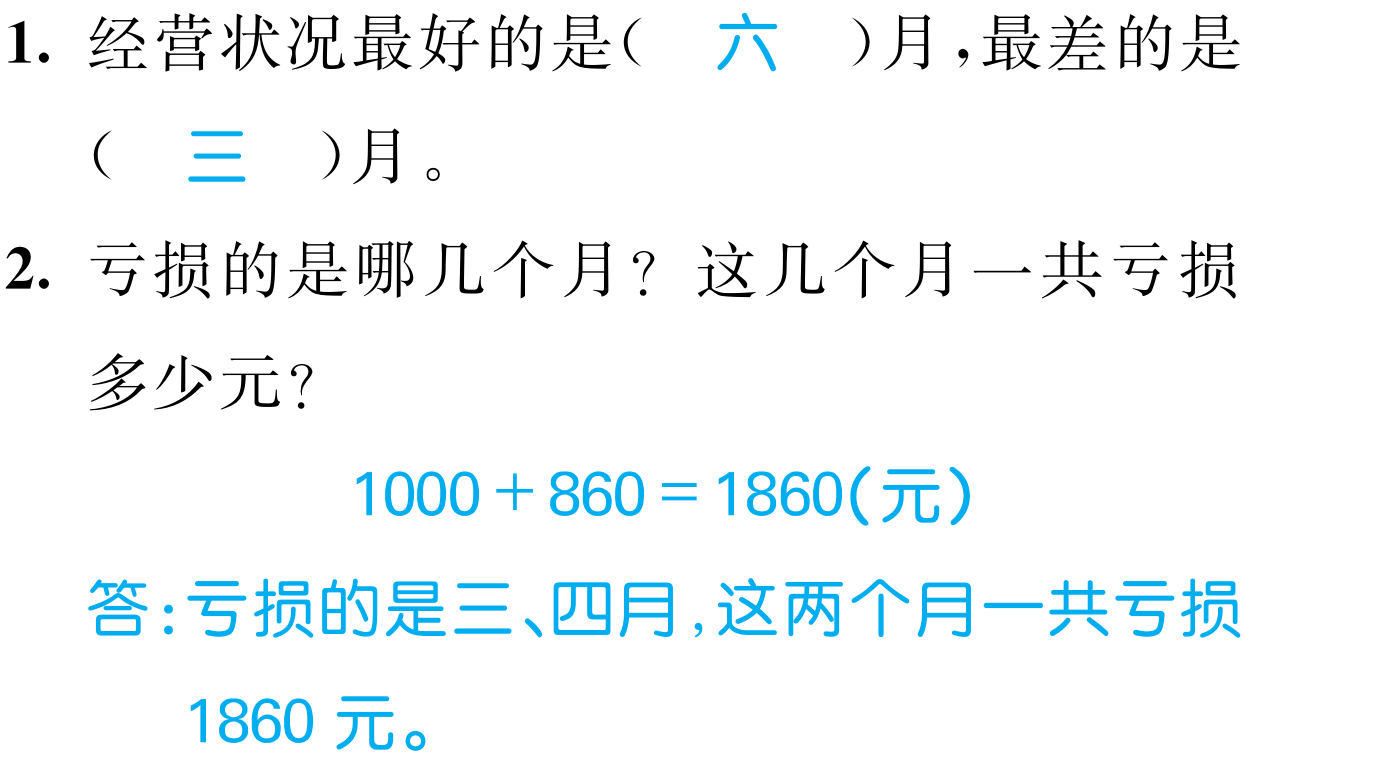 1. 经营状况最好的是( 六 )月,最差的是
( 三 )月。
2. 亏损的是哪几个月? 这几个月一共亏损
多少元?
1000+860=1860(元)
答:亏损的是三、四月,这两个月一共亏损
1860 元。